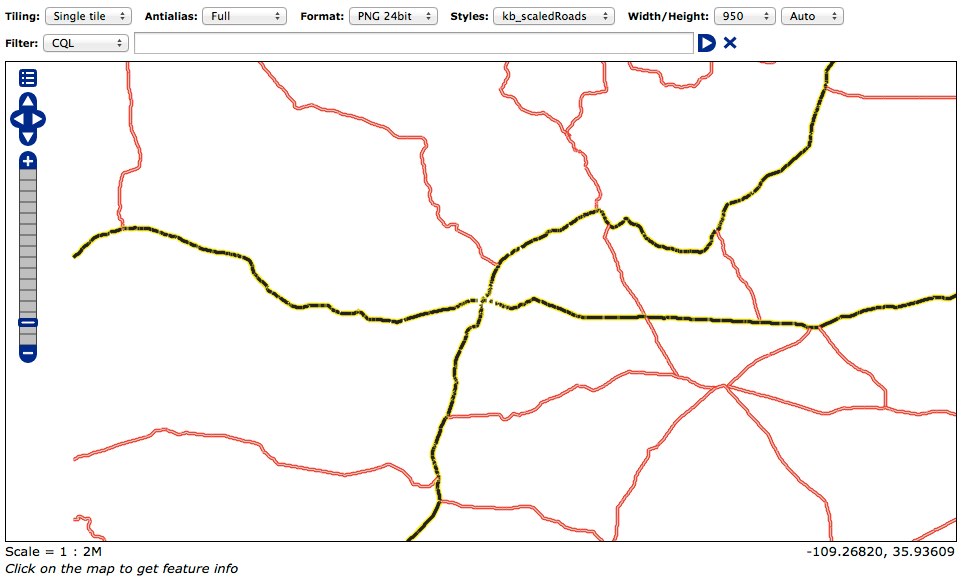 Tiling: Single tile Antialias: Full Format: PNG 24bit Styles: kb_scaledRoads Width/Height: 950 Auto
Filter: CQL
Scale = 1 : 2M -109.26820, 35.93609
Click on the map to get feature info